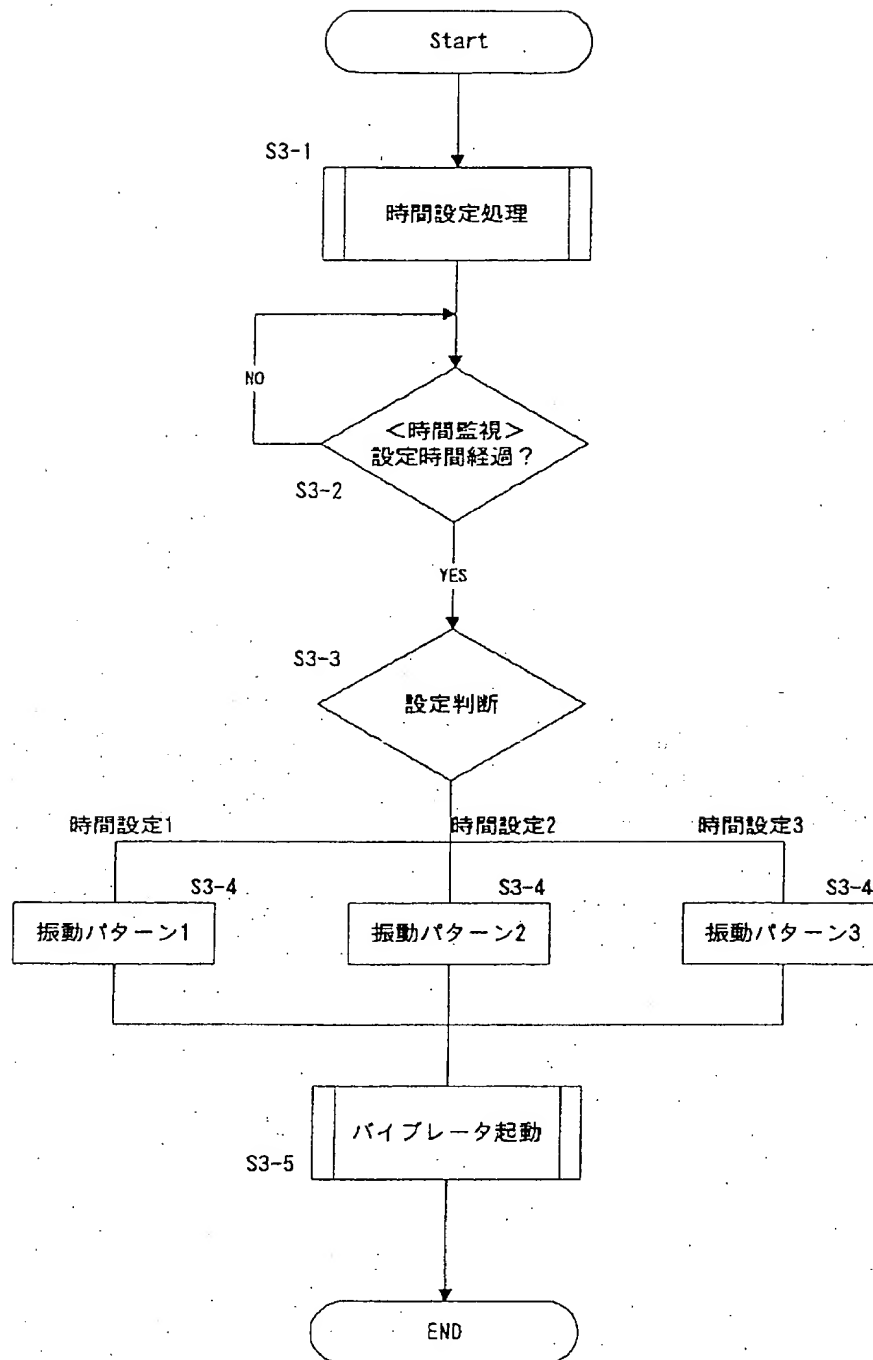 Start
S3-1
時間設定処理
NO
＜時間監視＞
設定時間経過？
S3-2
YES
S3-3
設定判断
時間設定1
時間設定2
時間設定3
S3-4
S3-4
S3-4
振動パターン1
振動パターン2
振動パターン3
バイブレータ起動
S3-5
END